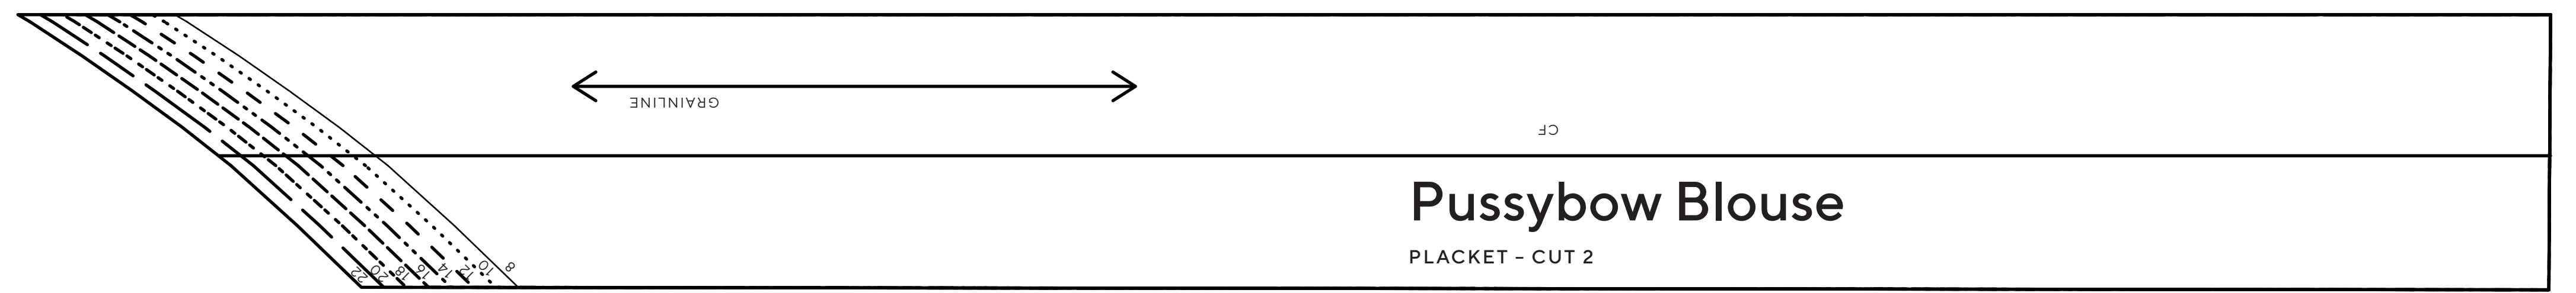 GRAINLINE
CF
Pussybow Blouse
PLACKET – CUT 2
22 20 18 16 14 12 10 8